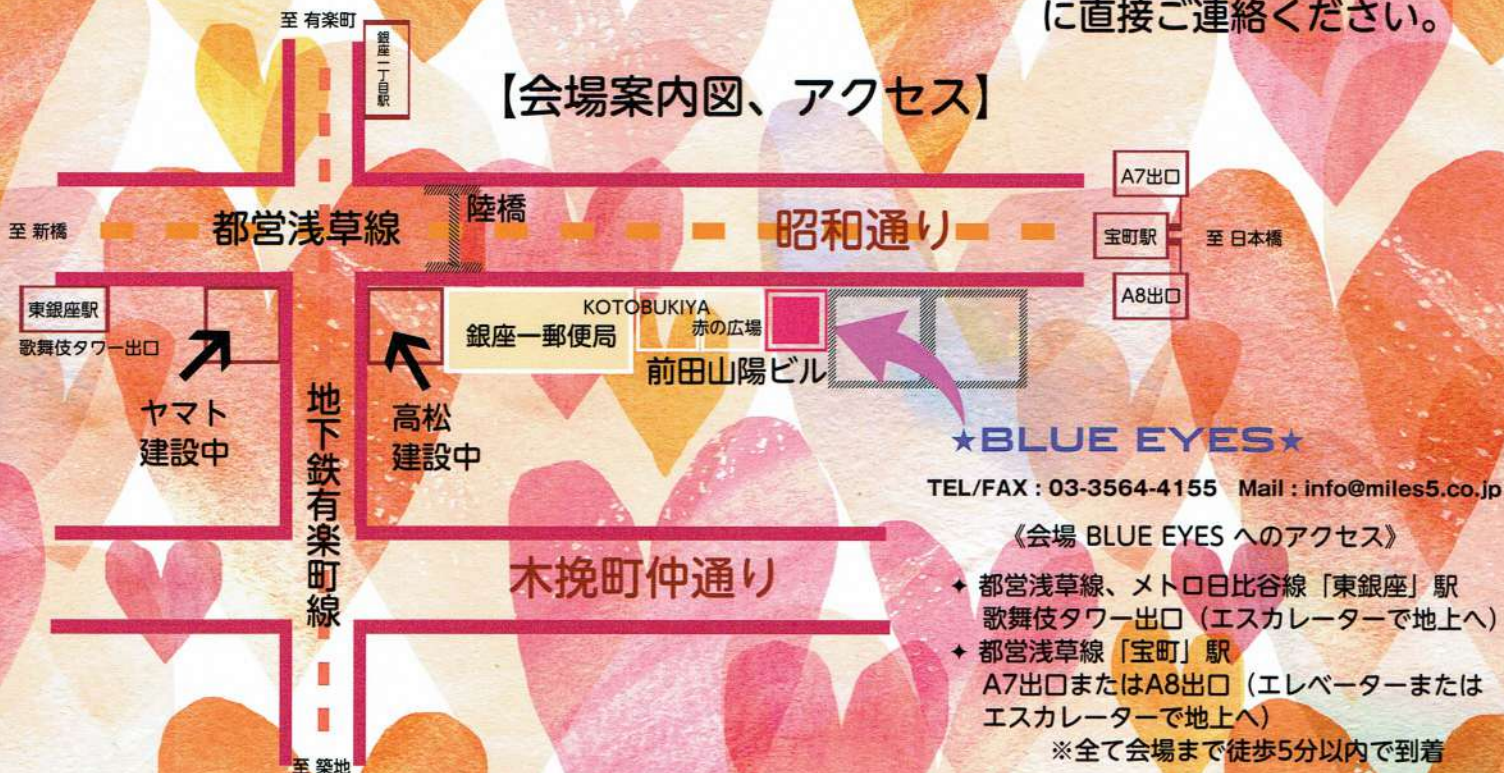 に直接ご連絡ください。
至 有楽町
銀座一丁目駅
【会場案内図、アクセス】
A7出口
陸橋
至 新橋
都営浅草線
昭和通り
宝町駅
至 日本橋
A8出口
東銀座駅
歌舞伎タワー出口
KOTOBUKIYA
銀座一郵便局
赤の広場
前田山陽ビル
ヤマト
建設中
高松
建設中
地下鉄有楽町線
★BLUE EYES★
TEL/FAX : 03-3564-4155 Mail : info@miles5.co.jp
《会場 BLUE EYES へのアクセス》
木挽町仲通り
✦ 都営浅草線、メトロ日比谷線「東銀座」駅
歌舞伎タワー出口（エスカレーターで地上へ）
✦ 都営浅草線「宝町」駅
A7出口またはA8出口（エレベーターまたは
エスカレーターで地上へ）
※全て会場まで徒歩5分以内で到着
至 築地